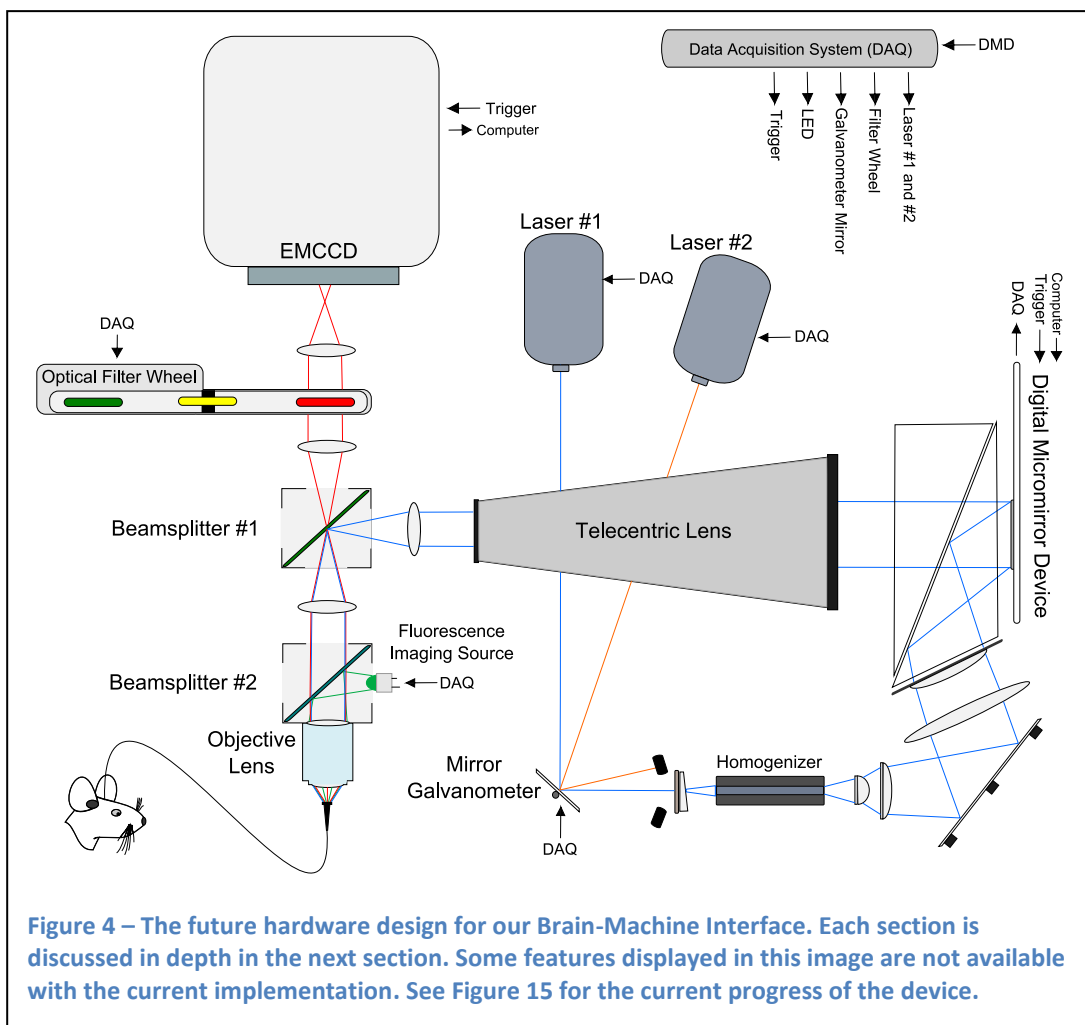 Data Acquisition System (DAQ)
DMD
Trigger
LED
Galvanometer Mirror
Filter Wheel
Laser #1 and #2
Trigger
Computer
EMCCD
Laser #1
DAQ
Laser #2
DAQ
DAQ
Optical Filter Wheel
Computer
Trigger
DAQ
Digital Micromirror Device
Beamsplitter #1
Telecentric Lens
Fluorescence
Imaging Source
DAQ
Beamsplitter #2
Objective
Lens
Mirror
Galvanometer
DAQ
Homogenizer
Figure 4 – The future hardware design for our Brain-Machine Interface. Each section is
discussed in depth in the next section. Some features displayed in this image are not available
with the current implementation. See Figure 15 for the current progress of the device.